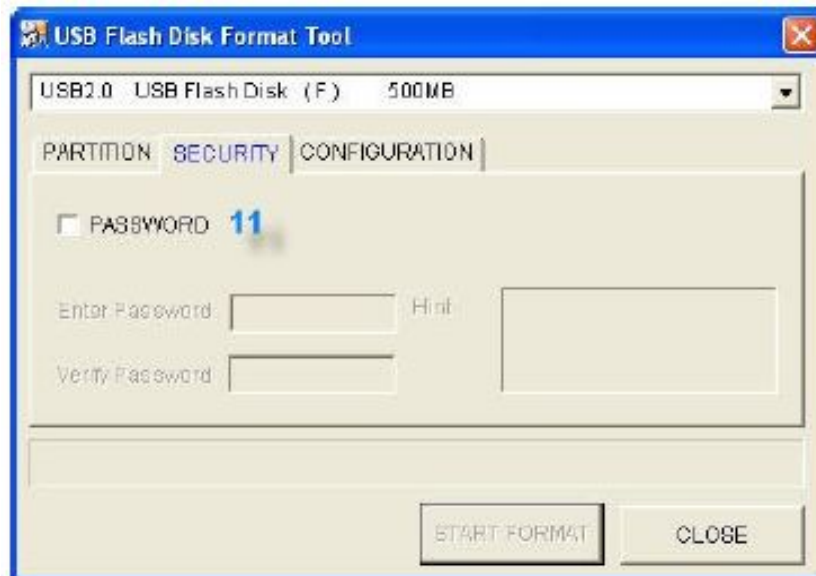 USB Flash Disk Format Tool
USB2.0 USB Flash Disk (F) 500MB
PARTITION SECURITY CONFIGURATION
PASSWORD 11
Enter Password Hint
Verify Password
START FORMAT CLOSE